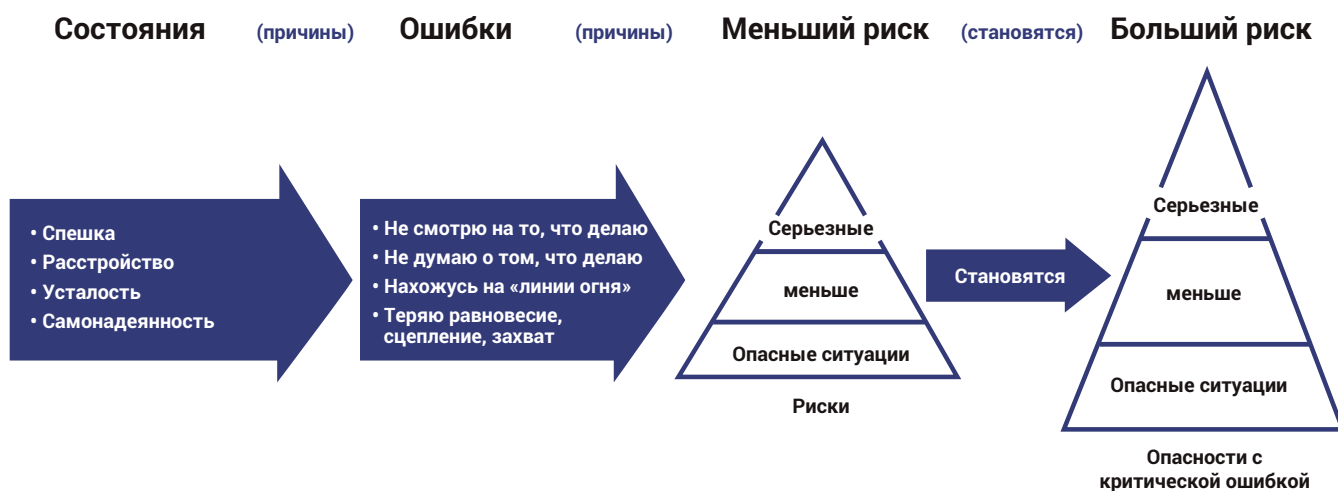 Состояния (причины) Ошибки (причины) Меньший риск (становятся) Больший риск
• Спешка
• Расстройство
• Усталость
• Самонадеянность
• Не смотрю на то, что делаю
• Не думаю о том, что делаю
• Нахожусь на «линии огня»
• Теряю равновесие,
сцепление, захват
Серьезные
меньше
Опасные ситуации
Риски
Становятся
Серьезные
меньше
Опасные ситуации
Опасности с
критической ошибкой